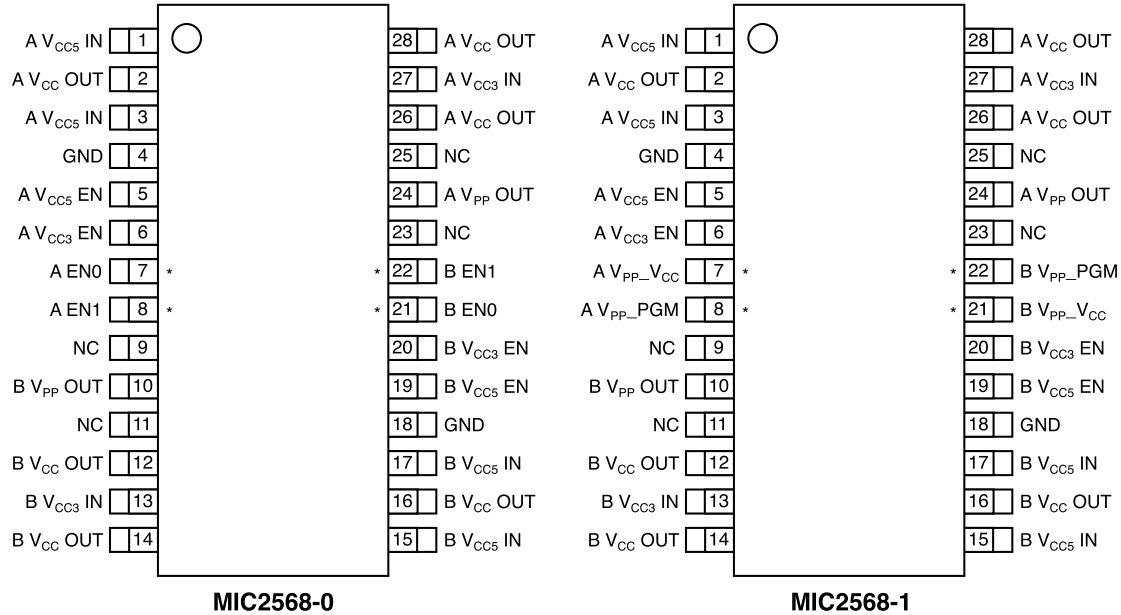 A VCC5 IN 1 28 A VCC OUT
A VCC OUT 2 27 A VCC3 IN
A VCC5 IN 3 26 A VCC OUT
GND 4 25 NC
A VCC5 EN 5 24 A VPP OUT
A VCC3 EN 6 23 NC
A EN0 7 * * 22 B EN1
A EN1 8 * * 21 B EN0
NC 9 20 B VCC3 EN
B VPP OUT 10 19 B VCC5 EN
NC 11 18 GND
B VCC OUT 12 17 B VCC5 IN
B VCC3 IN 13 16 B VCC OUT
B VCC OUT 14 15 B VCC5 IN
MIC2568-0
A VCC5 IN 1 28 A VCC OUT
A VCC OUT 2 27 A VCC3 IN
A VCC5 IN 3 26 A VCC OUT
GND 4 25 NC
A VCC5 EN 5 24 A VPP OUT
A VCC3 EN 6 23 NC
A VPP_VCC 7 * * 22 B VPP_PGM
A VPP_PGM 8 * * 21 B VPP_VCC
NC 9 20 B VCC3 EN
B VPP OUT 10 19 B VCC5 EN
NC 11 18 GND
B VCC OUT 12 17 B VCC5 IN
B VCC3 IN 13 16 B VCC OUT
B VCC OUT 14 15 B VCC5 IN
MIC2568-1